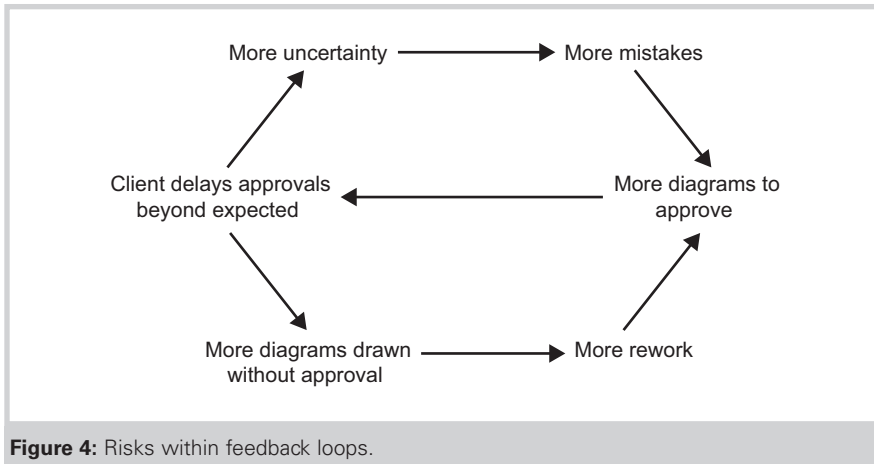 More uncertainty
More mistakes
Client delays approvals
beyond expected
More diagrams to
approve
More diagrams drawn
without approval
More rework
Figure 4: Risks within feedback loops.